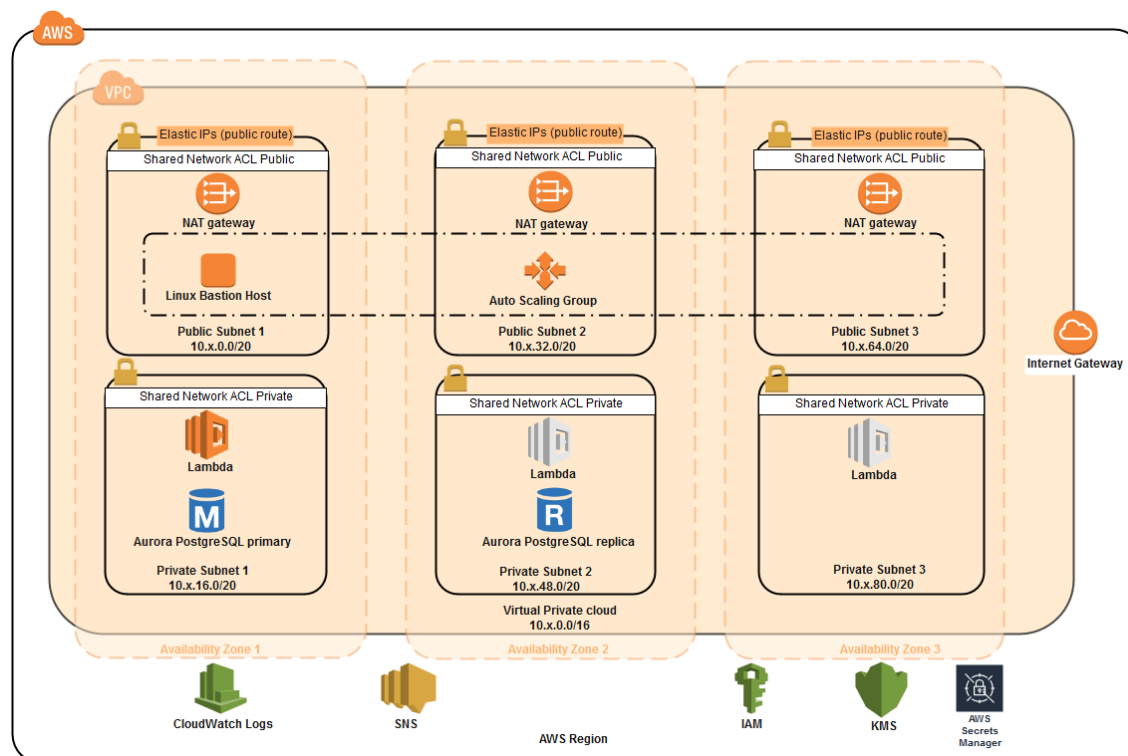 AWS
VPC
Elastic IPs (public route)
Shared Network ACL Public
NAT gateway
Linux Bastion Host
Public Subnet 1
10.x.0.0/20
Elastic IPs (public route)
Shared Network ACL Public
NAT gateway
Auto Scaling Group
Public Subnet 2
10.x.32.0/20
Elastic IPs (public route)
Shared Network ACL Public
NAT gateway
Public Subnet 3
10.x.64.0/20
Internet Gateway
Shared Network ACL Private
Lambda
M
Aurora PostgreSQL primary
Private Subnet 1
10.x.16.0/20
Shared Network ACL Private
Lambda
R
Aurora PostgreSQL replica
Private Subnet 2
10.x.48.0/20
Shared Network ACL Private
Lambda
Private Subnet 3
10.x.80.0/20
Virtual Private cloud
10.x.0.0/16
Availability Zone 1
Availability Zone 2
Availability Zone 3
CloudWatch Logs
SNS
IAM
KMS
AWS
Secrets
Manager
AWS Region